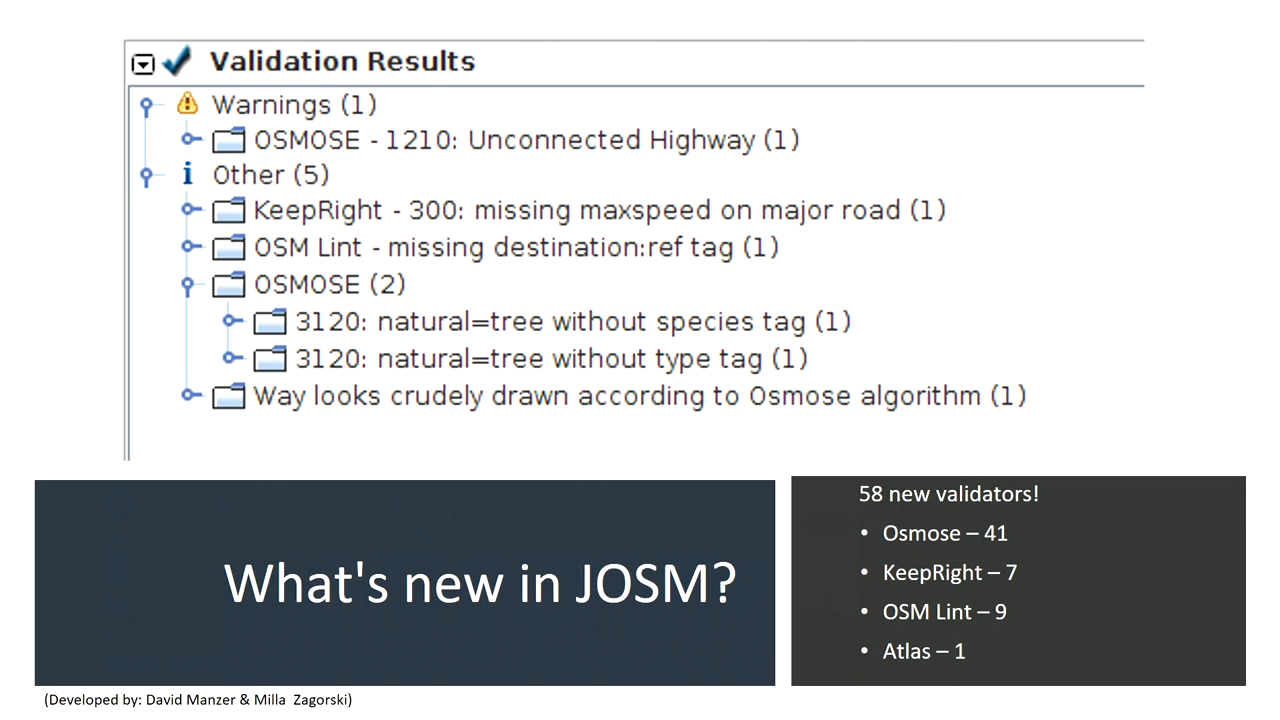 Validation Results
Warnings (1)
OSMOSE - 1210: Unconnected Highway (1)
i Other (5)
KeepRight - 300: missing maxspeed on major road (1)
OSM Lint - missing destination:ref tag (1)
OSMOSE (2)
3120: natural=tree without species tag (1)
3120: natural=tree without type tag (1)
Way looks crudely drawn according to Osmose algorithm (1)
What's new in JOSM?
58 new validators!
• Osmose – 41
• KeepRight – 7
• OSM Lint – 9
• Atlas – 1
(Developed by: David Manzer & Milla Zagorski)